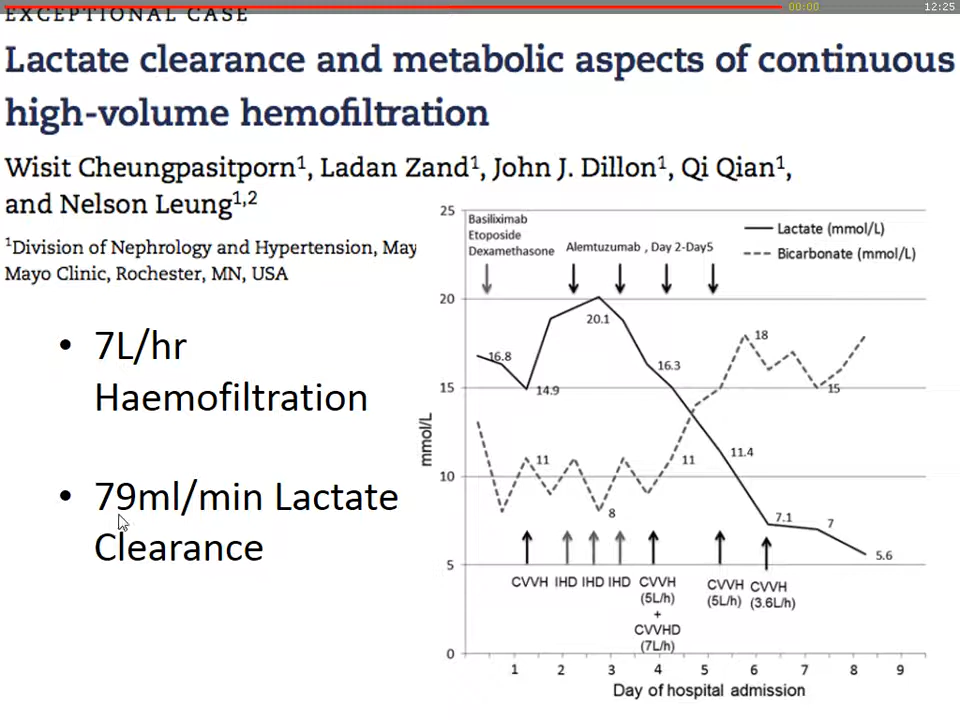 00:00
12:25
EXCEPTIONAL CASE
Lactate clearance and metabolic aspects of continuous
high-volume hemofiltration
Wisit Cheungpasitporn1, Ladan Zand1, John J. Dillon1, Qi Qian1,
and Nelson Leung1,2
1Division of Nephrology and Hypertension, May
Mayo Clinic, Rochester, MN, USA
• 7L/hr
Haemofiltration
• 79ml/min Lactate
Clearance
25
20
15
10
5
0
mmol/L
Basiliximab
Etoposide
Dexamethasone
Alemtuzumab , Day 2-Day5
Lactate (mmol/L)
Bicarbonate (mmol/L)
16.8
14.9
20.1
16.3
11.4
7.1
7
5.6
11
8
11
18
15
CVVH
IHD
IHD
IHD
CVVH
(5L/h)
+
CVVHD
(7L/h)
CVVH
(5L/h)
CVVH
(3.6L/h)
1 2 3 4 5 6 7 8 9
Day of hospital admission